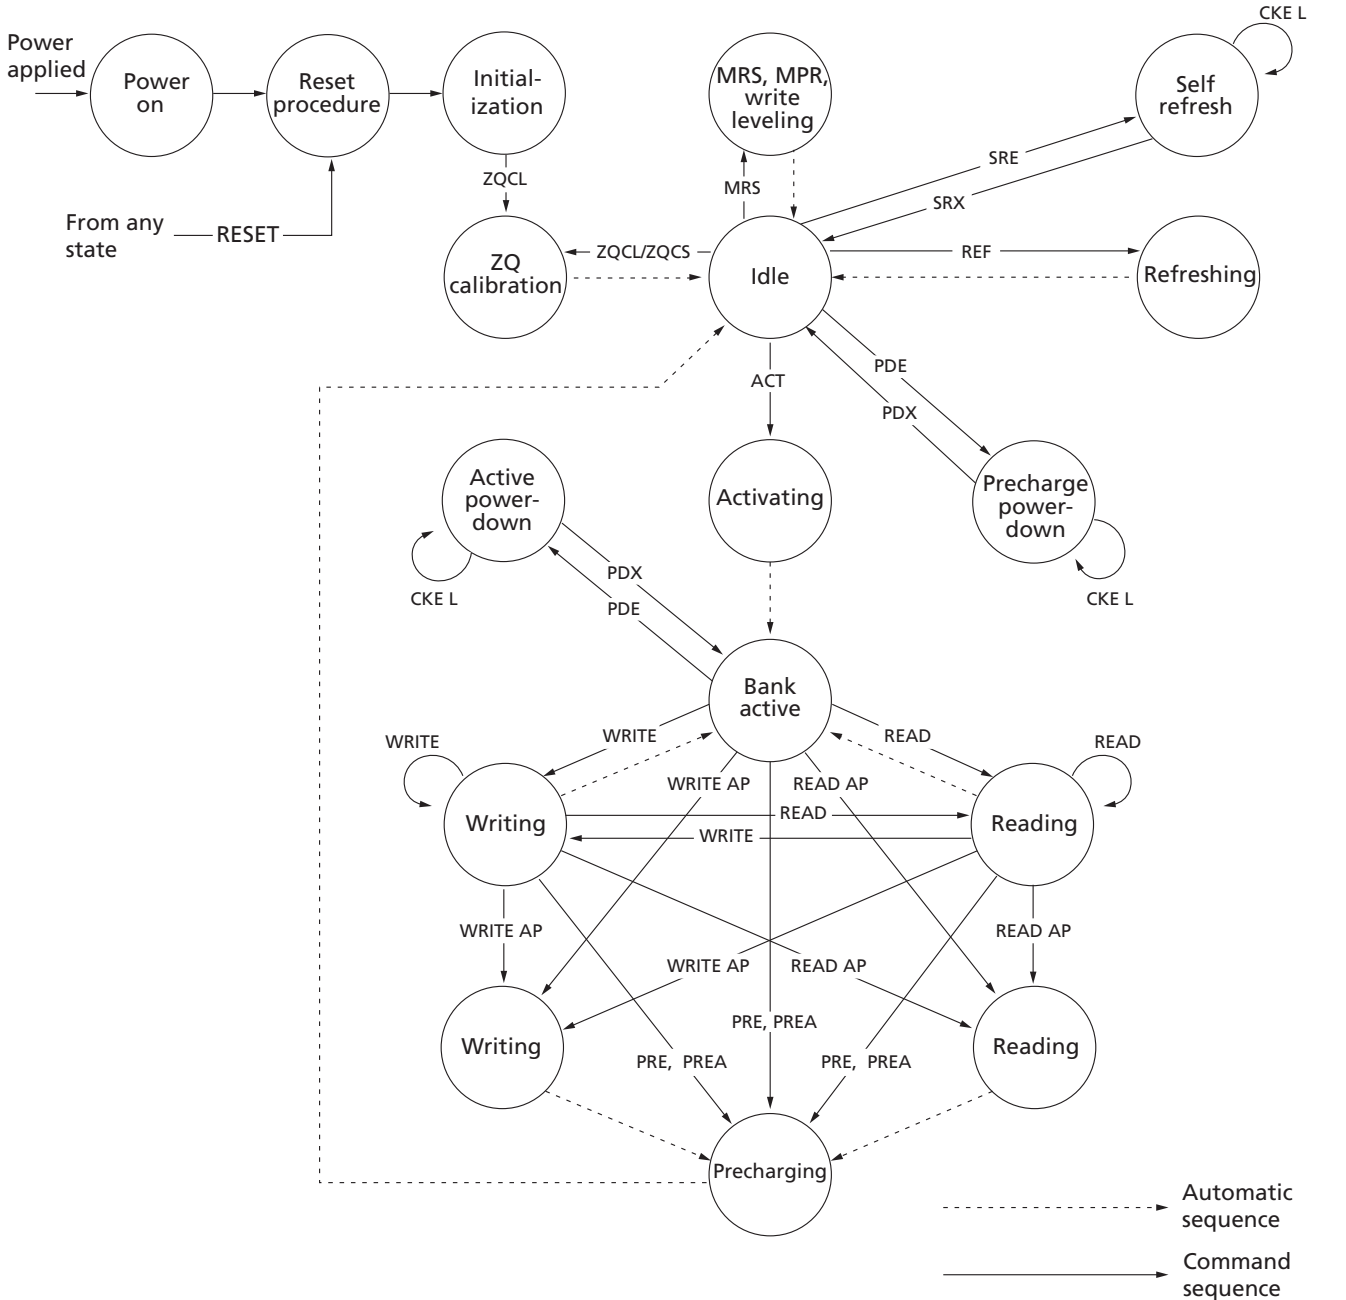 CKE L
Power
applied
Power
on
Reset
procedure
Initial-
ization
MRS, MPR,
write
leveling
Self
refresh
ZQCL
MRS
SRE
SRX
From any
state
RESET
ZQ
calibration
ZQCL/ZQCS
Idle
REF
Refreshing
PDE
ACT
PDX
Active
power-
down
Activating
Precharge
power-
down
PDX
CKE L
PDE
CKE L
Bank
active
WRITE
WRITE
READ
READ
WRITE AP
READ AP
Writing
READ
WRITE
Reading
WRITE AP
READ AP
WRITE AP
READ AP
PRE, PREA
Writing
Reading
PRE, PREA
PRE, PREA
Precharging
Automatic
sequence
Command
sequence